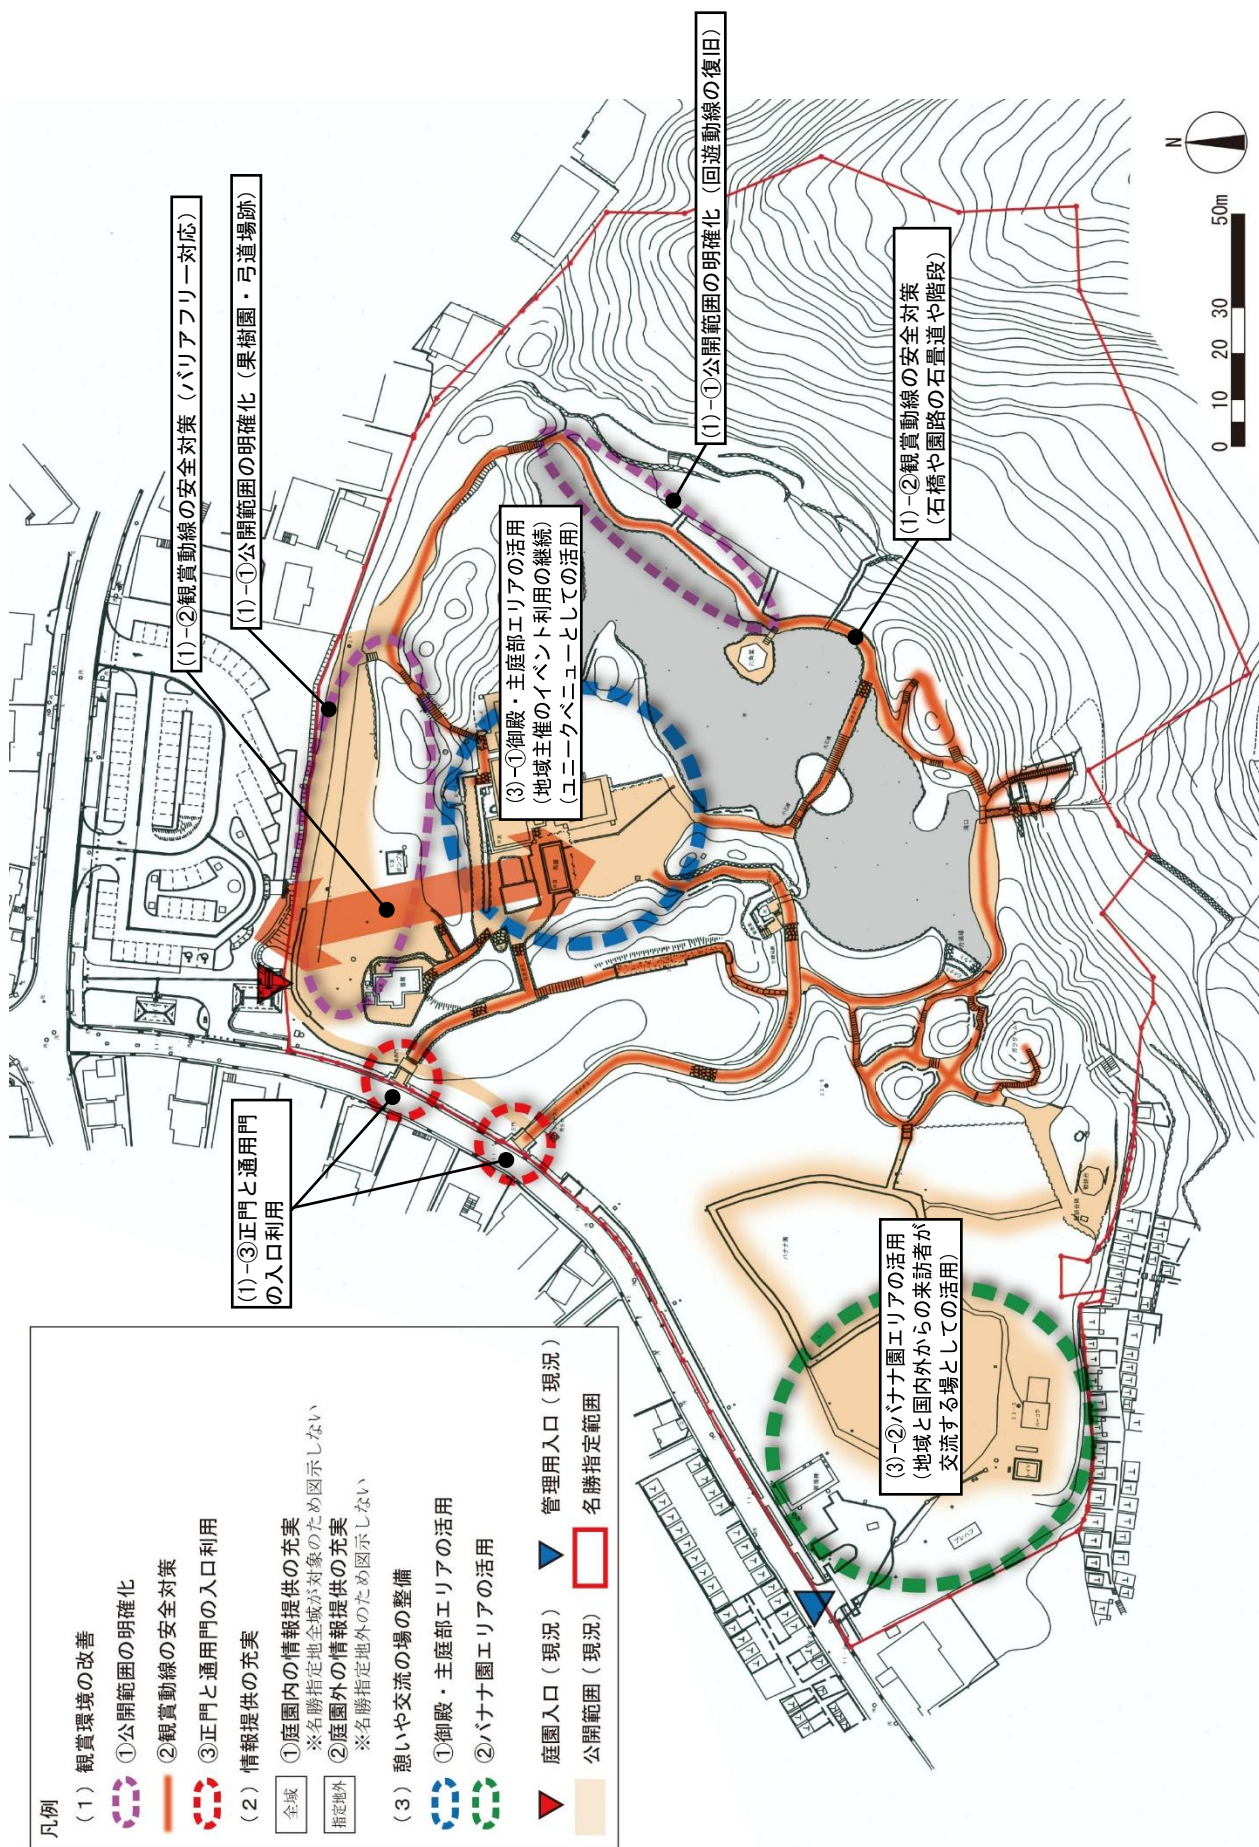 凡例
(1) 観賞環境の改善
①公開範囲の明確化
②観賞動線の安全対策
③正門と通用門の入口利用
(2) 情報提供の充実
全域
①庭園内の情報提供の充実
※名勝指定地全域が対象のため図示しない
指定地外
②庭園外の情報提供の充実
※名勝指定地外のため図示しない
(3) 憩いや交流の場の整備
①御殿・主庭部エリアの活用
②バナナ園エリアの活用
庭園入口(現況)
管理用入口(現況)
公開範囲(現況)
名勝指定範囲
(1)-③正門と通用門
の入口利用
(1)-②観賞動線の安全対策(バリアフリー対応)
(1)-①公開範囲の明確化(果樹園・弓道場跡)
(3)-①御殿・主庭部エリアの活用
(地域主催のイベント利用の継続)
(ユニークベニューとしての活用)
(1)-①公開範囲の明確化(回遊動線の復旧)
(1)-②観賞動線の安全対策
(石橋や園路の石畳道や階段)
(3)-②バナナ園エリアの活用
(地域と国内外からの来訪者が
交流する場としての活用)
バナナ園
プレハブ
六角堂
滝口
N
0 10 20 30 50m